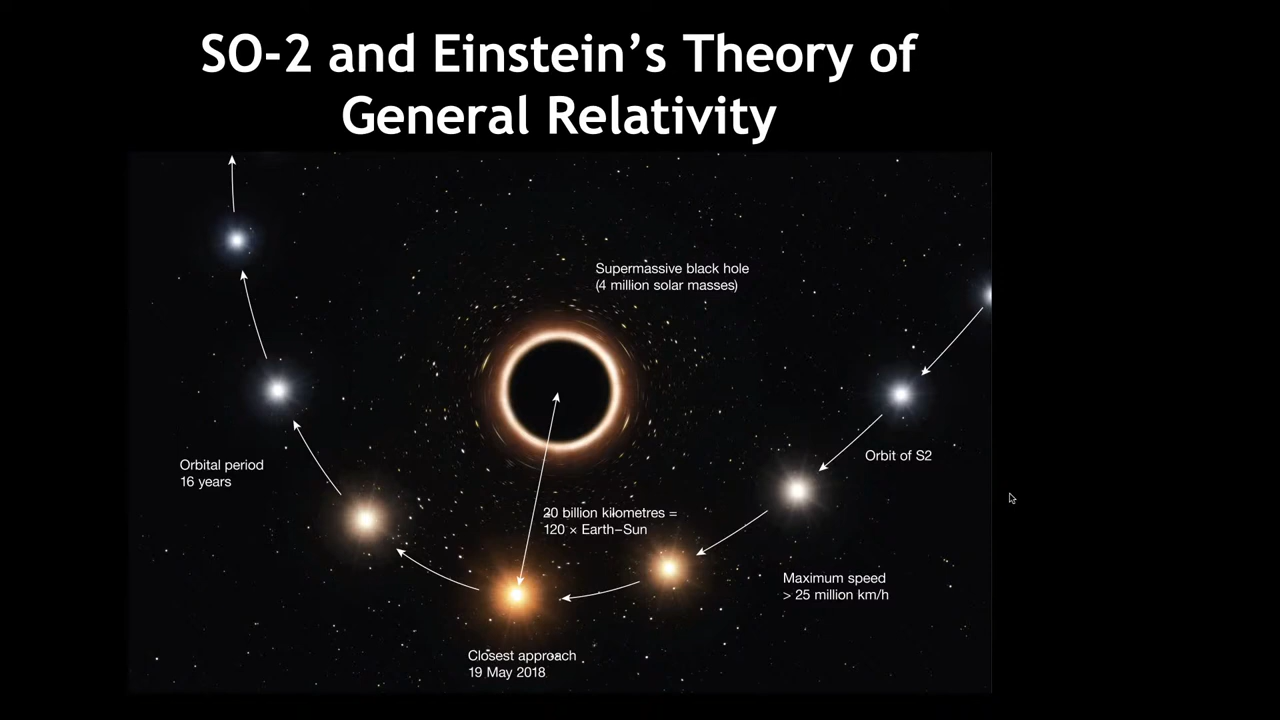 SO-2 and Einstein’s Theory of
General Relativity
Supermassive black hole
(4 million solar masses)
Orbit of S2
Orbital period
16 years
20 billion kilometres =
120 × Earth–Sun
Maximum speed
> 25 million km/h
Closest approach
19 May 2018